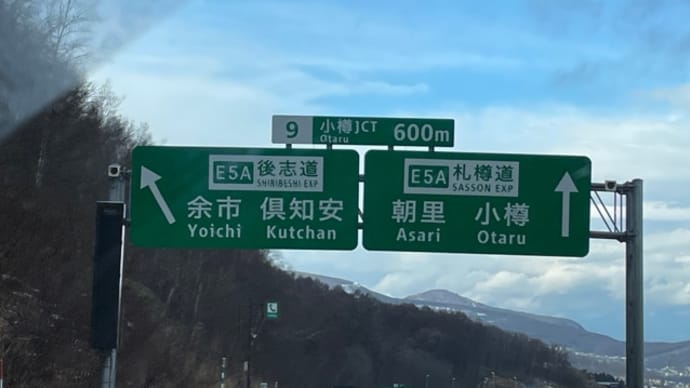 9 小樽JCT 600m
Otaru
E5A 後志道
SHIRIBESHI EXP
余市 倶知安
Yoichi Kutchan
E5A 札樽道
SASSON EXP
朝里 小樽
Asari Otaru